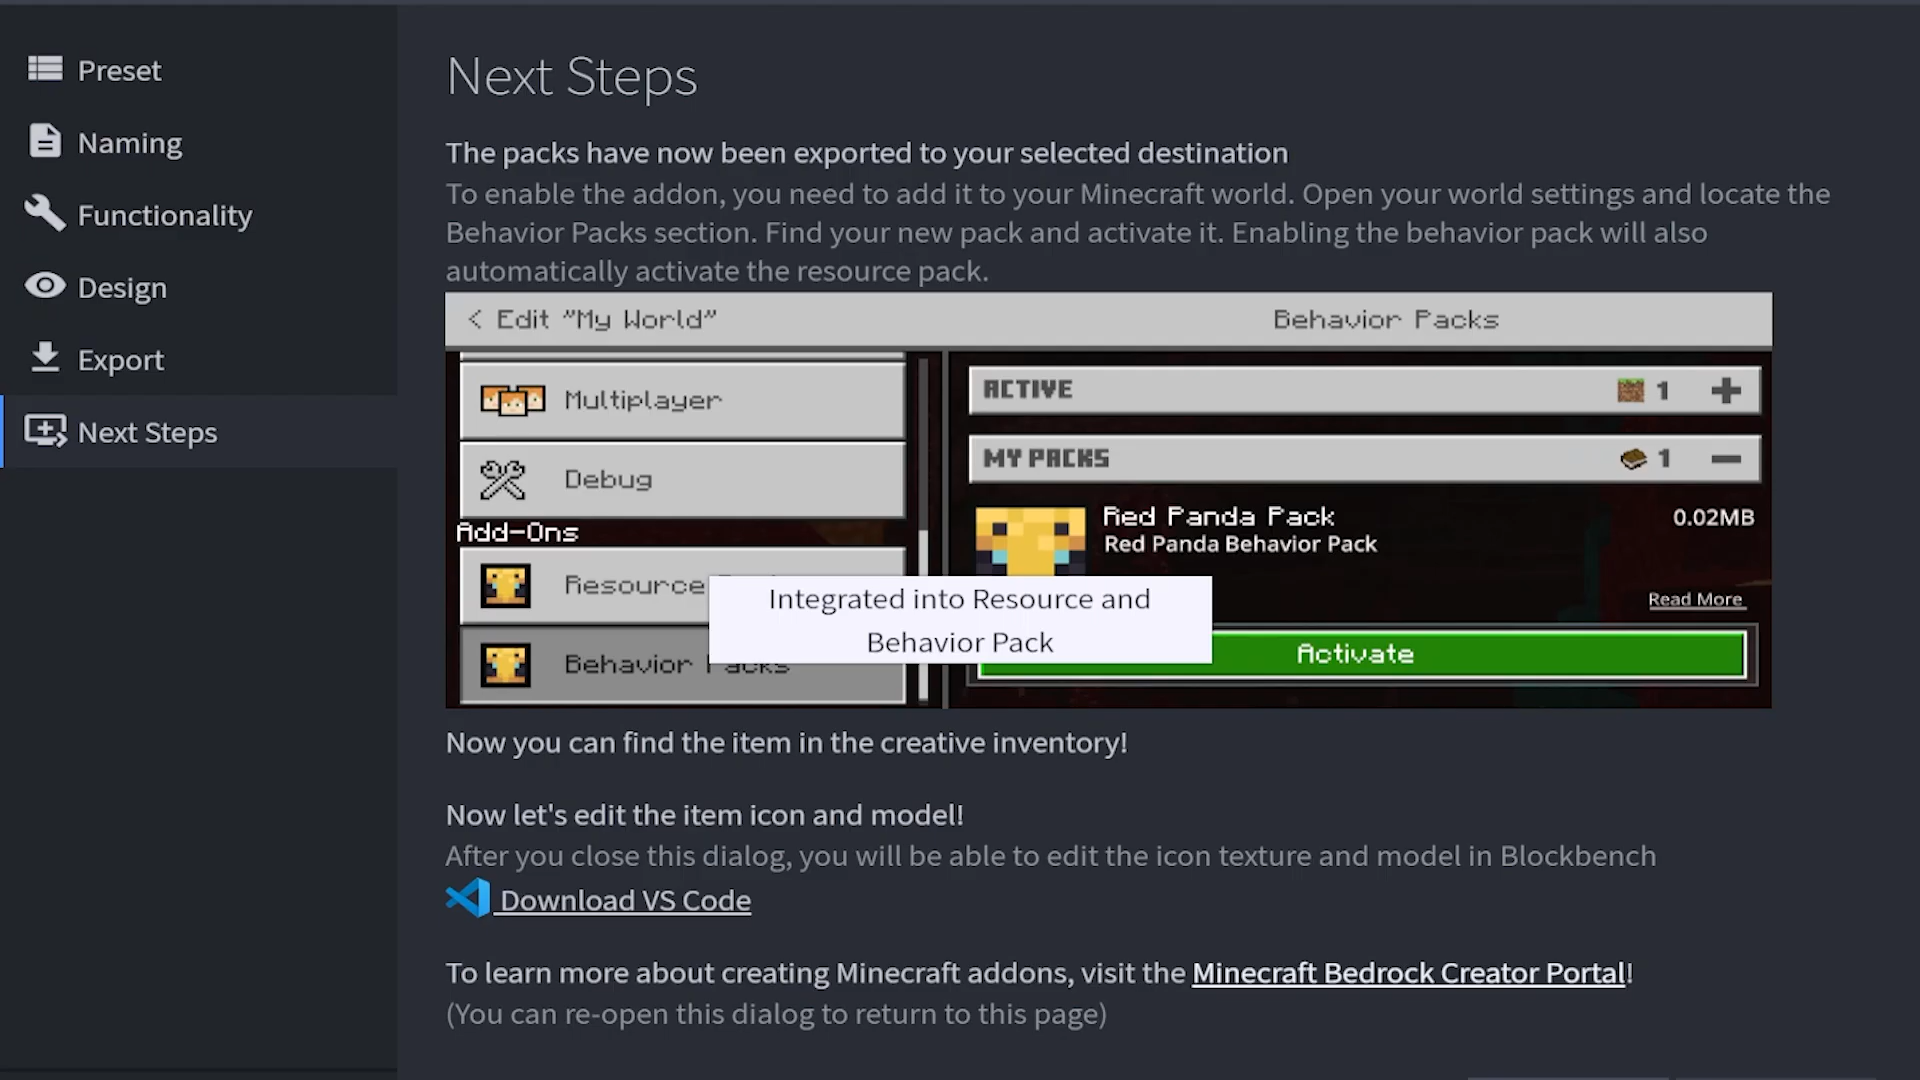 Preset
Naming
Functionality
Design
Export
Next Steps
Next Steps
The packs have now been exported to your selected destination
To enable the addon, you need to add it to your Minecraft world. Open your world settings and locate the
Behavior Packs section. Find your new pack and activate it. Enabling the behavior pack will also
automatically activate the resource pack.
< Edit "My World"
Behavior Packs
Multiplayer
Debug
Add-Ons
Resource
Behavior Packs
ACTIVE 1
MY PACKS 1
Red Panda Pack 0.02MB
Red Panda Behavior Pack
Read More
Activate
Integrated into Resource and
Behavior Pack
Now you can find the item in the creative inventory!
Now let's edit the item icon and model!
After you close this dialog, you will be able to edit the icon texture and model in Blockbench
Download VS Code
To learn more about creating Minecraft addons, visit the Minecraft Bedrock Creator Portal!
(You can re-open this dialog to return to this page)